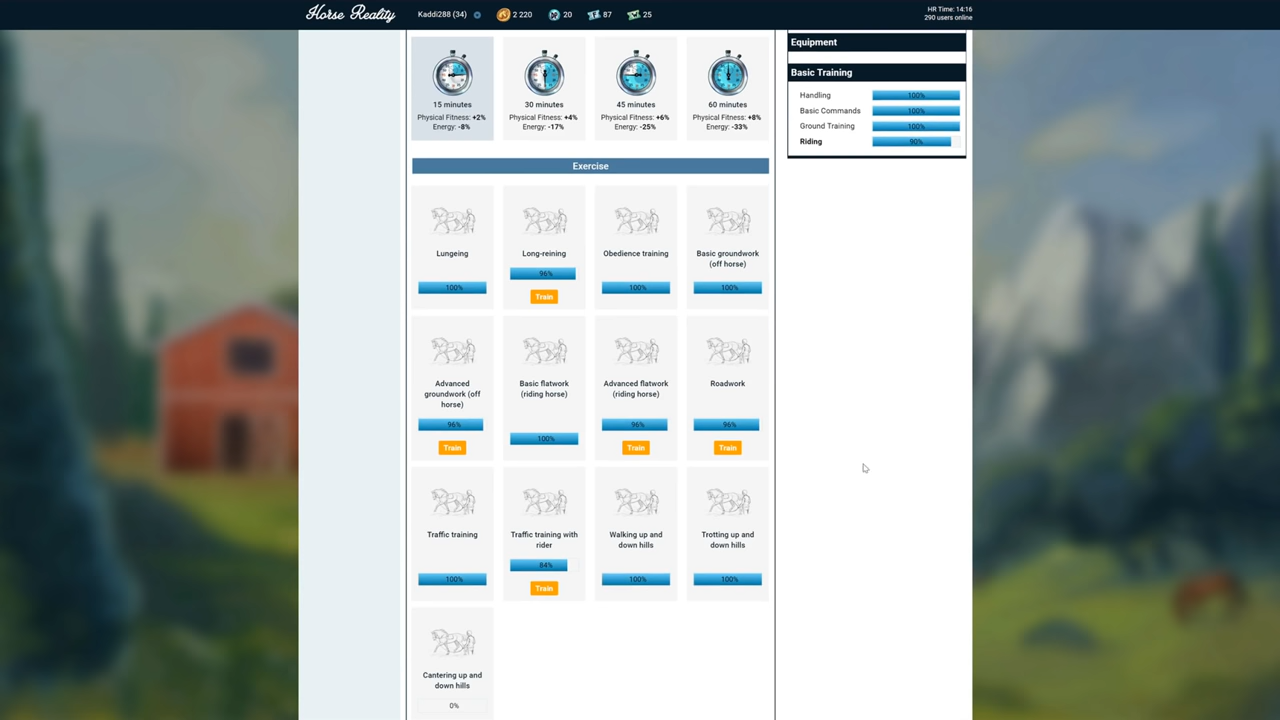 Horse Reality
Kaddi288 (34)
2 220
20
87
25
HR Time: 14:16
290 users online
15 minutes
Physical Fitness: +2%
Energy: -8%
30 minutes
Physical Fitness: +4%
Energy: -17%
45 minutes
Physical Fitness: +6%
Energy: -25%
60 minutes
Physical Fitness: +8%
Energy: -33%
Exercise
Lungeing
100%
Long-reining
96%
Train
Obedience training
100%
Basic groundwork
(off horse)
100%
Advanced
groundwork (off
horse)
96%
Train
Basic flatwork
(riding horse)
100%
Advanced flatwork
(riding horse)
96%
Train
Roadwork
96%
Train
Traffic training
100%
Traffic training with
rider
84%
Train
Walking up and
down hills
100%
Trotting up and
down hills
100%
Cantering up and
down hills
0%
Equipment
Basic Training
Handling 100%
Basic Commands 100%
Ground Training 100%
Riding 90%